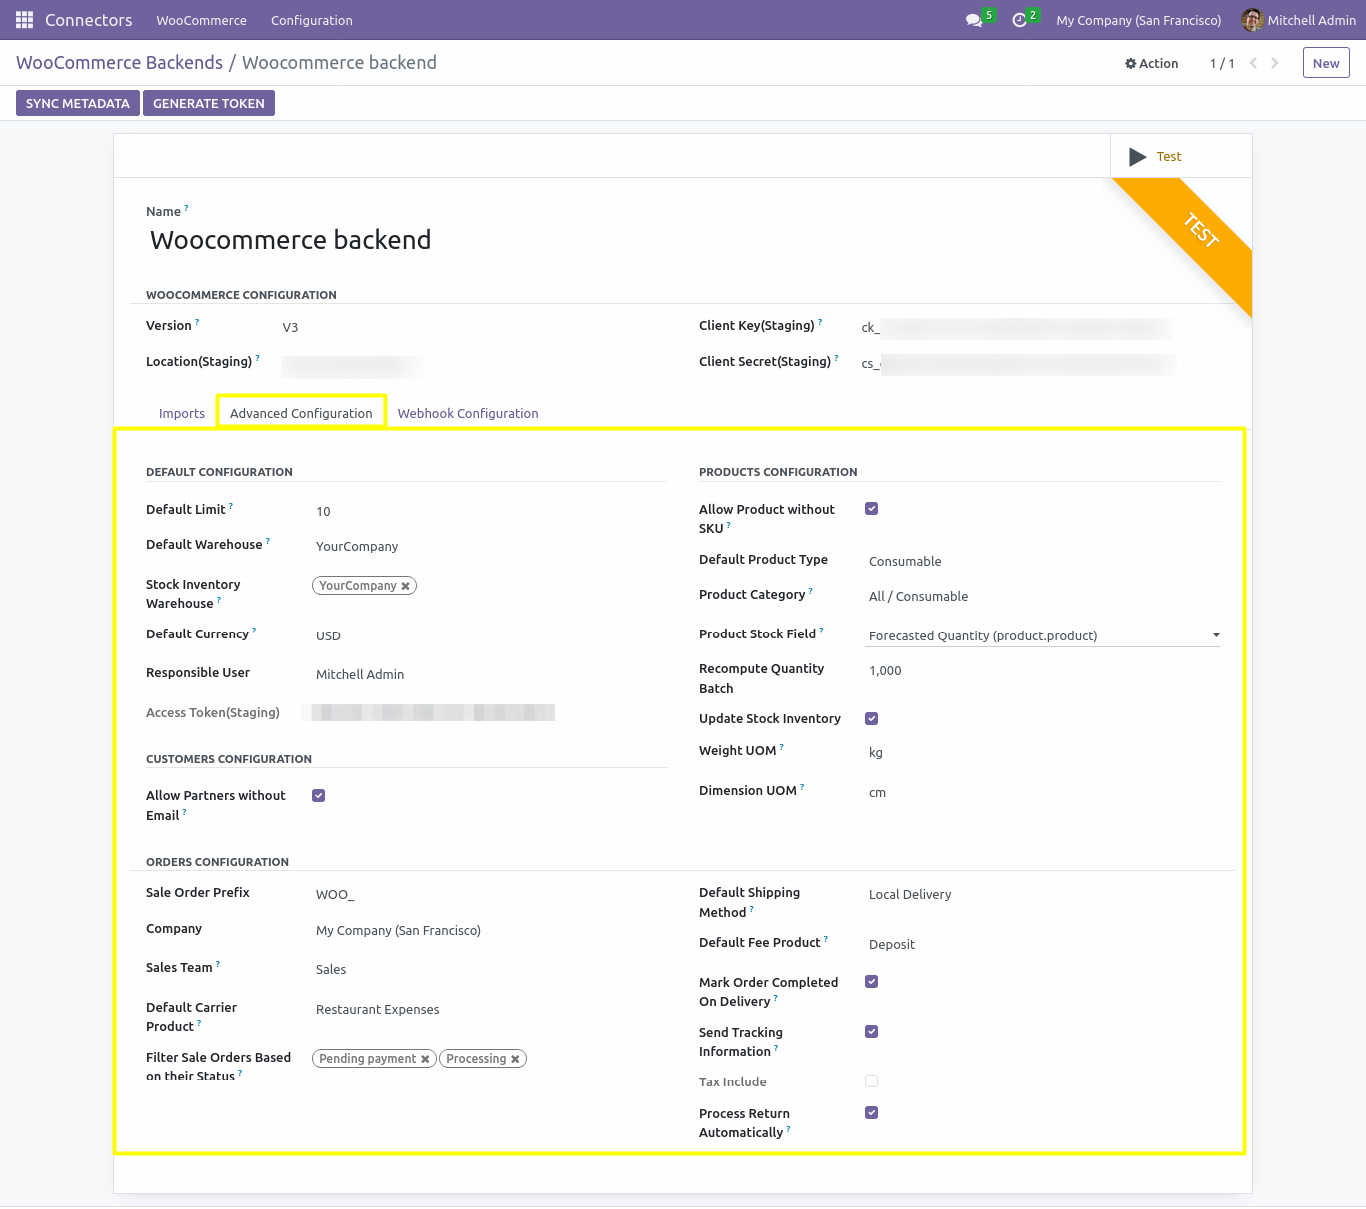 Connectors WooCommerce Configuration 5 2 My Company (San Francisco) Mitchell Admin
WooCommerce Backends / Woocommerce backend Action 1 / 1 New
SYNC METADATA GENERATE TOKEN
Test
TEST
Name ?
Woocommerce backend
WOOCOMMERCE CONFIGURATION
Version ? V3 Client Key(Staging) ? ck_
Location(Staging) ? Client Secret(Staging) ? cs_
Imports Advanced Configuration Webhook Configuration
DEFAULT CONFIGURATION
Default Limit ? 10
Default Warehouse ? YourCompany
Stock Inventory
Warehouse ?
YourCompany
Default Currency ? USD
Responsible User Mitchell Admin
Access Token(Staging)
CUSTOMERS CONFIGURATION
Allow Partners without
Email ?
PRODUCTS CONFIGURATION
Allow Product without
SKU ?
Default Product Type Consumable
Product Category ? All / Consumable
Product Stock Field ? Forecasted Quantity (product.product)
Recompute Quantity
Batch
1,000
Update Stock Inventory
Weight UOM ? kg
Dimension UOM ? cm
ORDERS CONFIGURATION
Sale Order Prefix WOO_
Company My Company (San Francisco)
Sales Team ? Sales
Default Carrier
Product ?
Restaurant Expenses
Filter Sale Orders Based
on their Status ?
Pending payment Processing
Default Shipping
Method ?
Local Delivery
Default Fee Product ? Deposit
Mark Order Completed
On Delivery ?
Send Tracking
Information ?
Tax Include
Process Return
Automatically ?